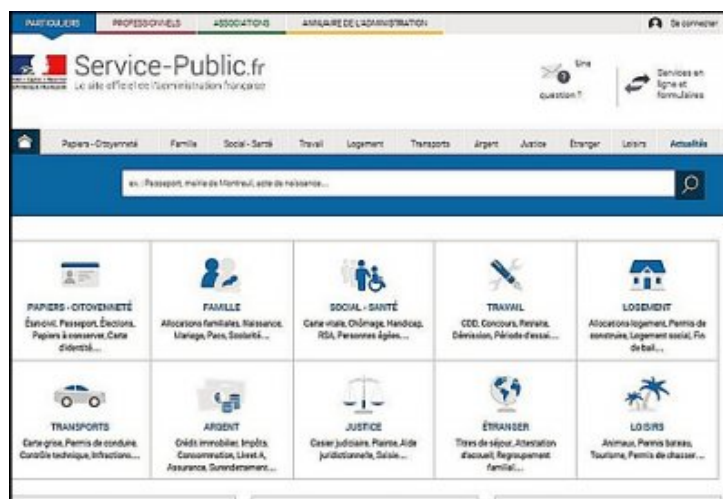 PARTICULIERS PROFESSIONNELS ASSOCIATIONS ANNUAIRE DE L'ADMINISTRATION Se connecter
Service-Public.fr
Le site officiel de l'administration française
Une
question ?
Services en
ligne et
formulaires
Papiers - Citoyenneté Famille Social - Santé Travail Logement Transports Argent Justice Étranger Loisirs Actualités
ex. : Passeport, mairie de Montreuil, acte de naissance...
PAPIERS - CITOYENNETÉ
État-civil, Passeport, Élections,
Papiers à conserver, Carte
d'identité...
FAMILLE
Allocations familiales, Naissance,
Mariage, Pacs, Scolarité...
SOCIAL - SANTÉ
Carte vitale, Chômage, Handicap,
RSA, Personnes âgées...
TRAVAIL
CDD, Concours, Retraite,
Démission, Période d'essai...
LOGEMENT
Allocations logement, Permis de
construire, Logement social, Fin
de bail...
TRANSPORTS
Carte grise, Permis de conduire,
Contrôle technique, Infractions...
ARGENT
Crédit immobilier, Impôts,
Consommation, Livret A,
Assurance, Surendettement...
JUSTICE
Casier judiciaire, Plainte, Aide
juridictionnelle, Saisie...
ÉTRANGER
Titres de séjour, Attestation
d'accueil, Regroupement
familial...
LOISIRS
Animaux, Permis bateau,
Tourisme, Permis de chasser...